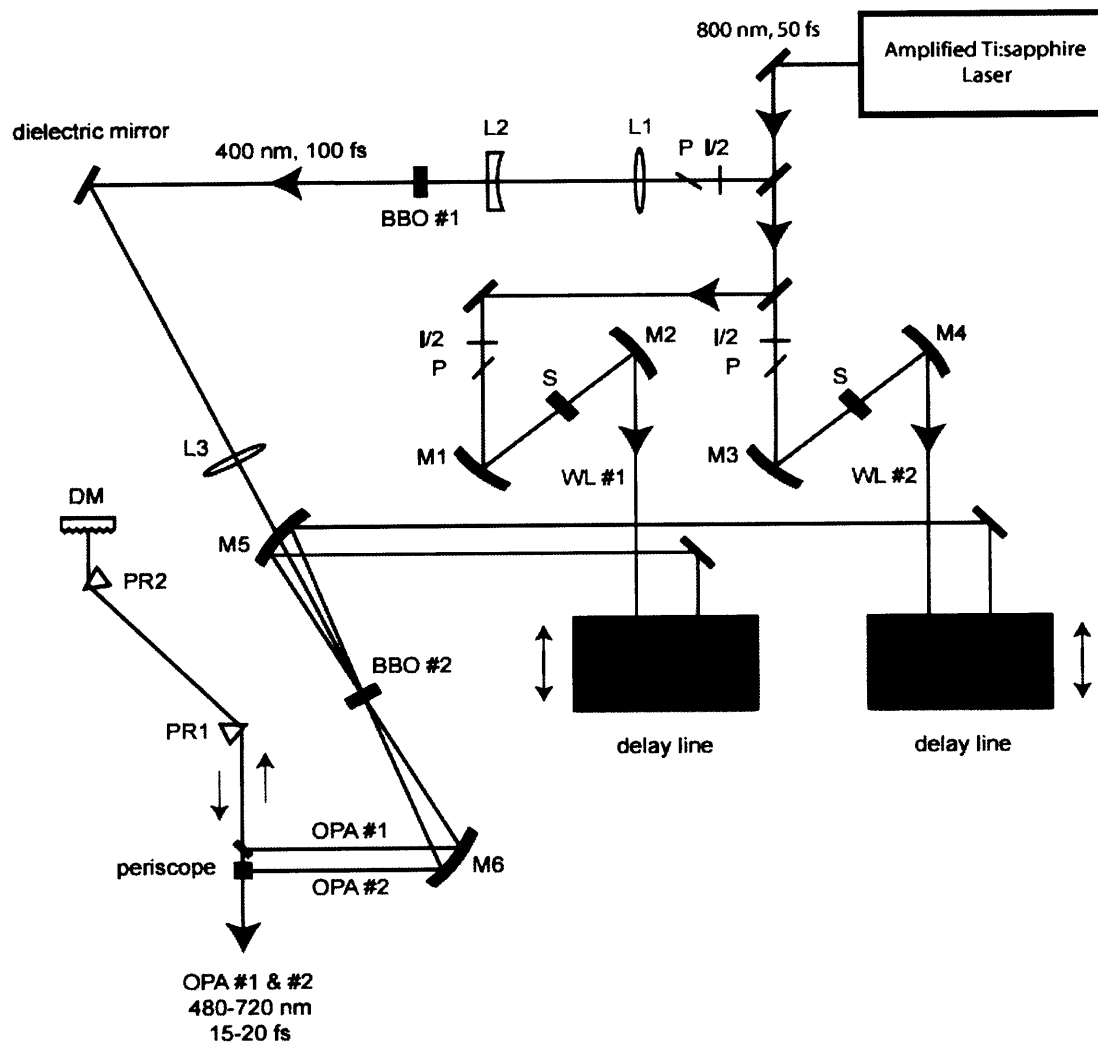 800 nm, 50 fs
Amplified Ti:sapphire
Laser
dielectric mirror
400 nm, 100 fs
L2
L1
P
l/2
BBO #1
l/2
P
S
M2
M1
WL #1
l/2
P
S
M4
M3
WL #2
L3
DM
M5
PR2
BBO #2
PR1
delay line
delay line
OPA #1
periscope
M6
OPA #2
OPA #1 & #2
480-720 nm
15-20 fs